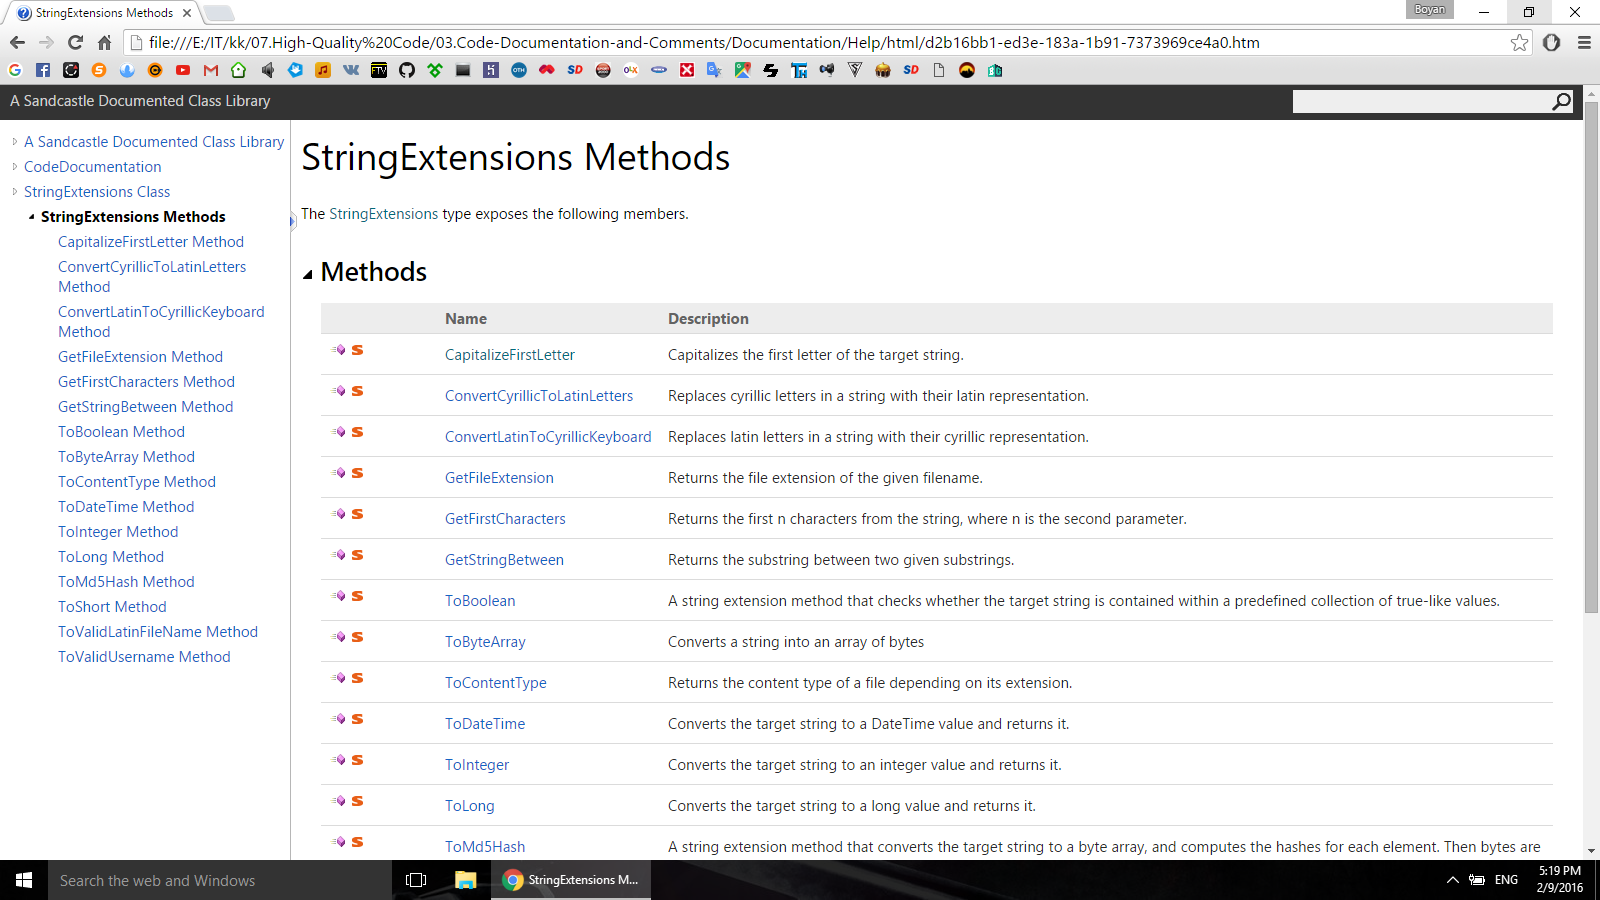 StringExtensions Methods
Boyan
file:///E:/IT/kk/07.High-Quality%20Code/03.Code-Documentation-and-Comments/Documentation/Help/html/d2b16bb1-ed3e-183a-1b91-7373969ce4a0.htm
A Sandcastle Documented Class Library
A Sandcastle Documented Class Library
CodeDocumentation
StringExtensions Class
StringExtensions Methods
CapitalizeFirstLetter Method
ConvertCyrillicToLatinLetters
Method
ConvertLatinToCyrillicKeyboard
Method
GetFileExtension Method
GetFirstCharacters Method
GetStringBetween Method
ToBoolean Method
ToByteArray Method
ToContentType Method
ToDateTime Method
ToInteger Method
ToLong Method
ToMd5Hash Method
ToShort Method
ToValidLatinFileName Method
ToValidUsername Method
StringExtensions Methods
The StringExtensions type exposes the following members.
Methods
Name Description
CapitalizeFirstLetter Capitalizes the first letter of the target string.
ConvertCyrillicToLatinLetters Replaces cyrillic letters in a string with their latin representation.
ConvertLatinToCyrillicKeyboard Replaces latin letters in a string with their cyrillic representation.
GetFileExtension Returns the file extension of the given filename.
GetFirstCharacters Returns the first n characters from the string, where n is the second parameter.
GetStringBetween Returns the substring between two given substrings.
ToBoolean A string extension method that checks whether the target string is contained within a predefined collection of true-like values.
ToByteArray Converts a string into an array of bytes
ToContentType Returns the content type of a file depending on its extension.
ToDateTime Converts the target string to a DateTime value and returns it.
ToInteger Converts the target string to an integer value and returns it.
ToLong Converts the target string to a long value and returns it.
ToMd5Hash A string extension method that converts the target string to a byte array, and computes the hashes for each element. Then bytes are
Search the web and Windows
StringExtensions M...
ENG
5:19 PM
2/9/2016